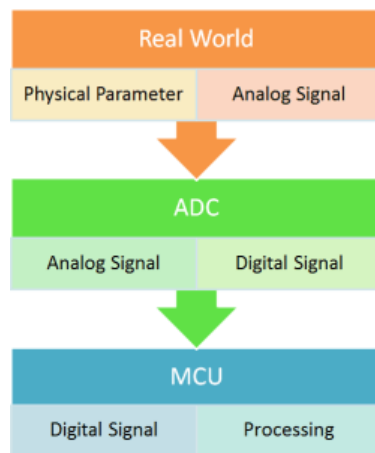 Real World
Physical Parameter Analog Signal
ADC
Analog Signal Digital Signal
MCU
Digital Signal Processing